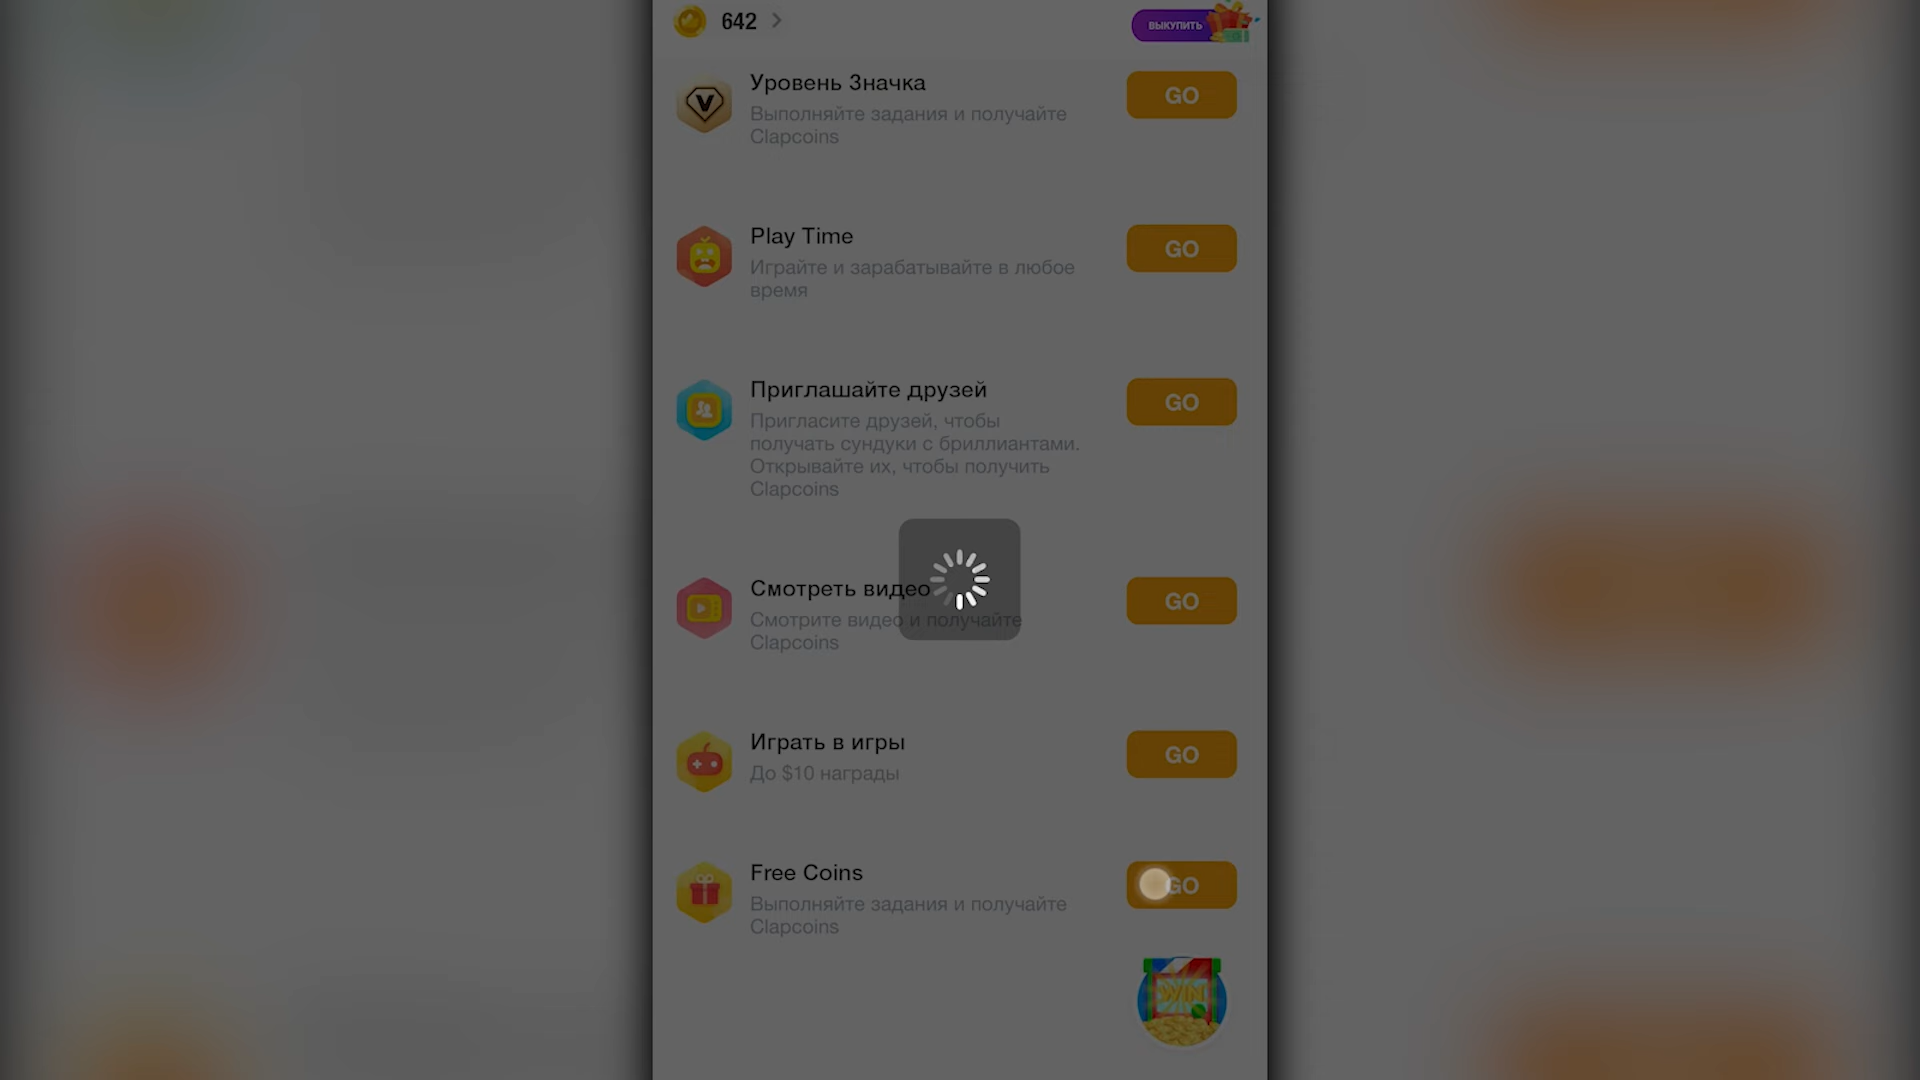 642
ВЫКУПИТЬ
Уровень Значка
GO
Выполняйте задания и получайте
Clapcoins
Play Time
GO
Играйте и зарабатывайте в любое
время
Приглашайте друзей
GO
Пригласите друзей, чтобы
получать сундуки с бриллиантами.
Открывайте их, чтобы получить
Clapcoins
Смотреть видео
GO
Смотрите видео и получайте
Clapcoins
Играть в игры
GO
До $10 награды
Free Coins
GO
Выполняйте задания и получайте
Clapcoins
WIN